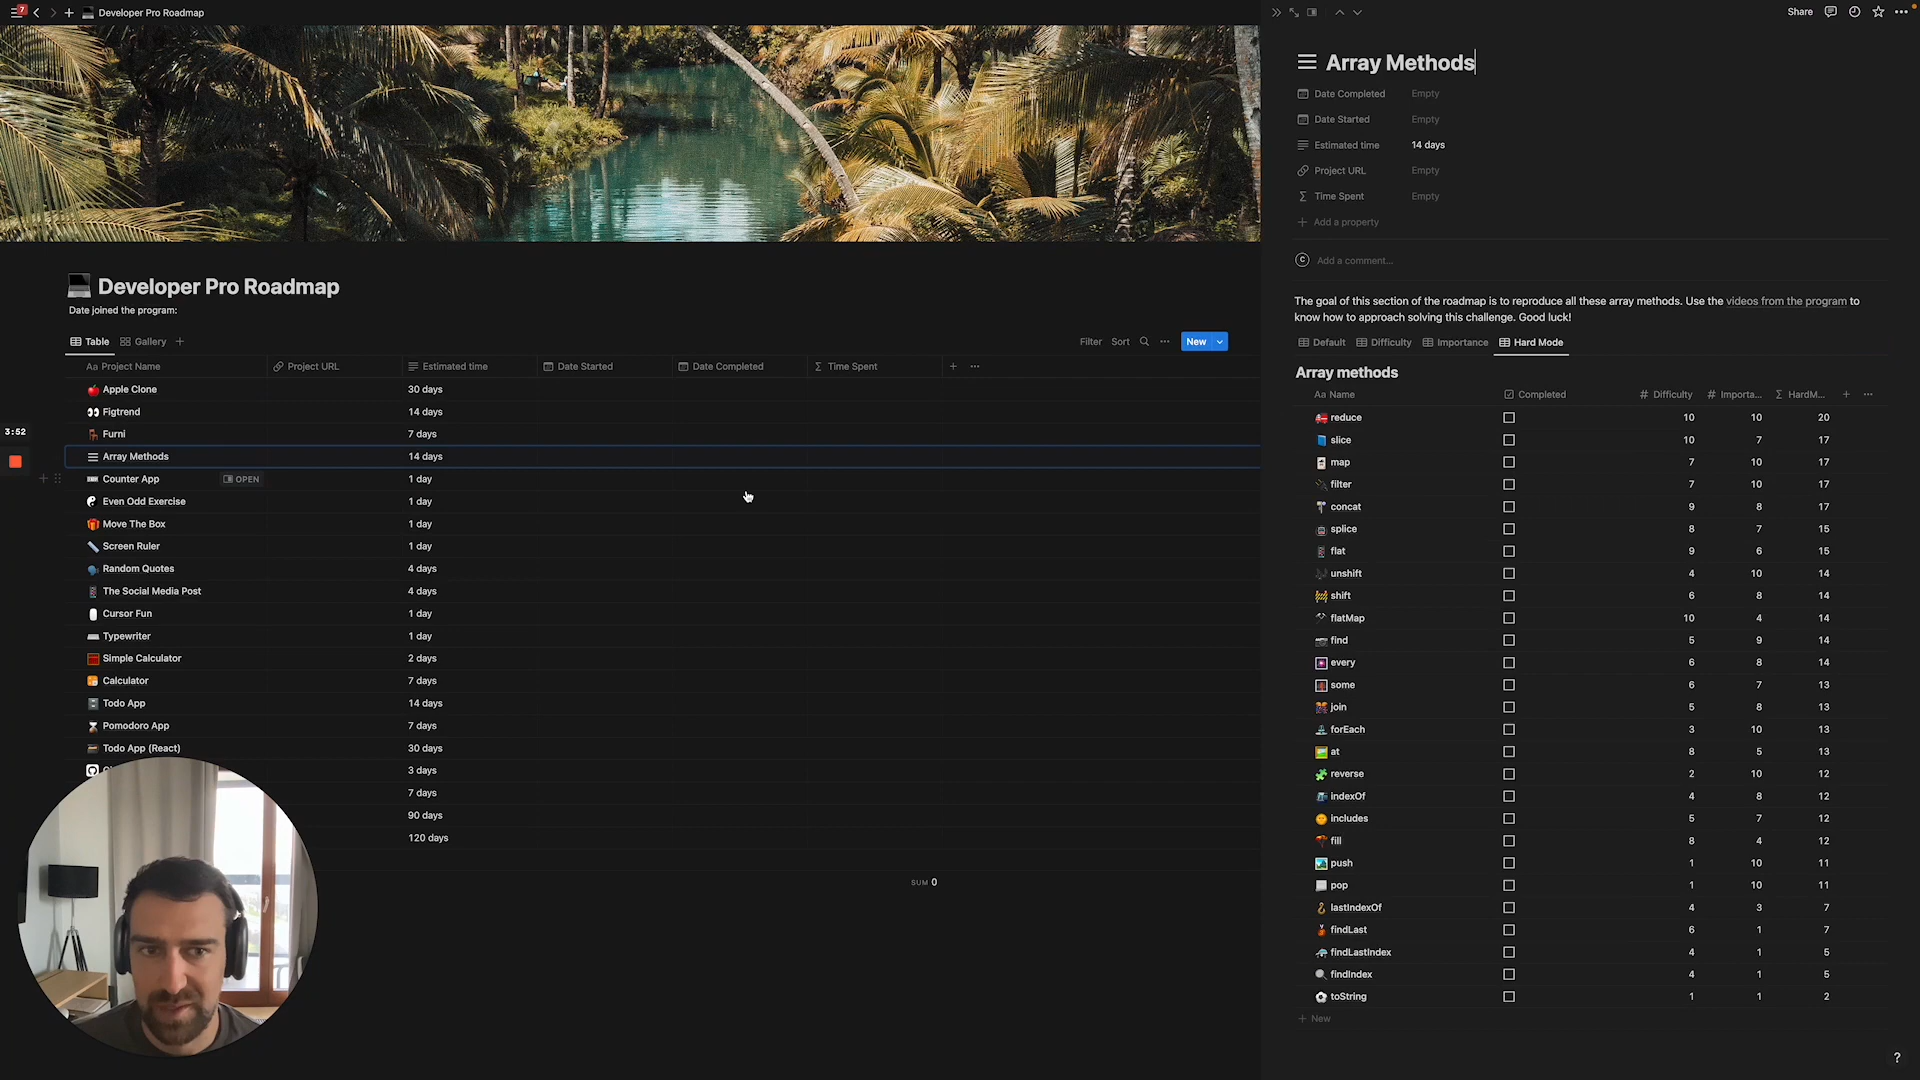 7 Developer Pro Roadmap
Share
Array Methods
Date Completed Empty
Date Started Empty
Estimated time 14 days
Project URL Empty
Time Spent Empty
Add a property
C Add a comment...
The goal of this section of the roadmap is to reproduce all these array methods. Use the videos from the program to
know how to approach solving this challenge. Good luck!
Default Difficulty Importance Hard Mode
Array methods
Aa Name Completed # Difficulty # Importa... Σ HardM...
reduce 10 10 20
slice 10 7 17
map 7 10 17
filter 7 10 17
concat 9 8 17
splice 8 7 15
flat 9 6 15
unshift 4 10 14
shift 6 8 14
flatMap 10 4 14
find 5 9 14
every 6 8 14
some 6 7 13
join 5 8 13
forEach 3 10 13
at 8 5 13
reverse 2 10 12
indexOf 4 8 12
includes 5 7 12
fill 8 4 12
push 1 10 11
pop 1 10 11
lastIndexOf 4 3 7
findLast 6 1 7
findLastIndex 4 1 5
findIndex 4 1 5
toString 1 1 2
+ New
?
Developer Pro Roadmap
Date joined the program:
Table Gallery +
Filter Sort New
Aa Project Name Project URL Estimated time Date Started Date Completed Σ Time Spent
Apple Clone 30 days
Figtrend 14 days
Furni 7 days
3:52
Array Methods 14 days
Counter App OPEN 1 day
Even Odd Exercise 1 day
Move The Box 1 day
Screen Ruler 1 day
Random Quotes 4 days
The Social Media Post 4 days
Cursor Fun 1 day
Typewriter 1 day
Simple Calculator 2 days
Calculator 7 days
Todo App 14 days
Pomodoro App 7 days
Todo App (React) 30 days
3 days
7 days
90 days
120 days
SUM 0